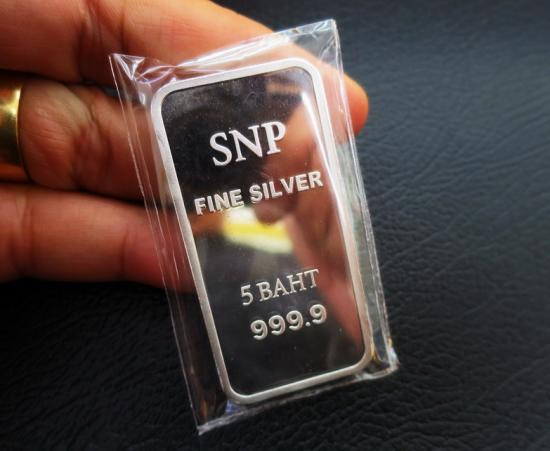 SNP
FINE SILVER
5 BAHT
999.9